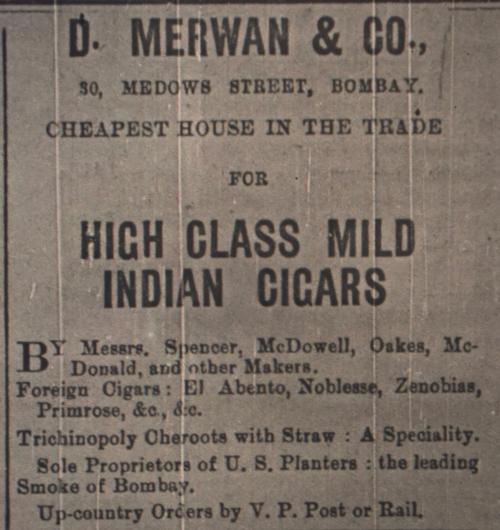 D. MERWAN & CO.,
30, MEDOWS STREET, BOMBAY.
CHEAPEST HOUSE IN THE TRADE
FOR
HIGH CLASS MILD
INDIAN CIGARS
BY Messrs. Spencer, McDowell, Oakes, Mc-
Donald, and other Makers.
Foreign Cigars : El Abento, Noblesse, Zenobias,
Primrose, &c., &c.
Trichinopoly Cheroots with Straw : A Speciality.
Sole Proprietors of U. S. Planters : the leading
Smoke of Bombay.
Up-country Orders by V. P. Post or Rail.